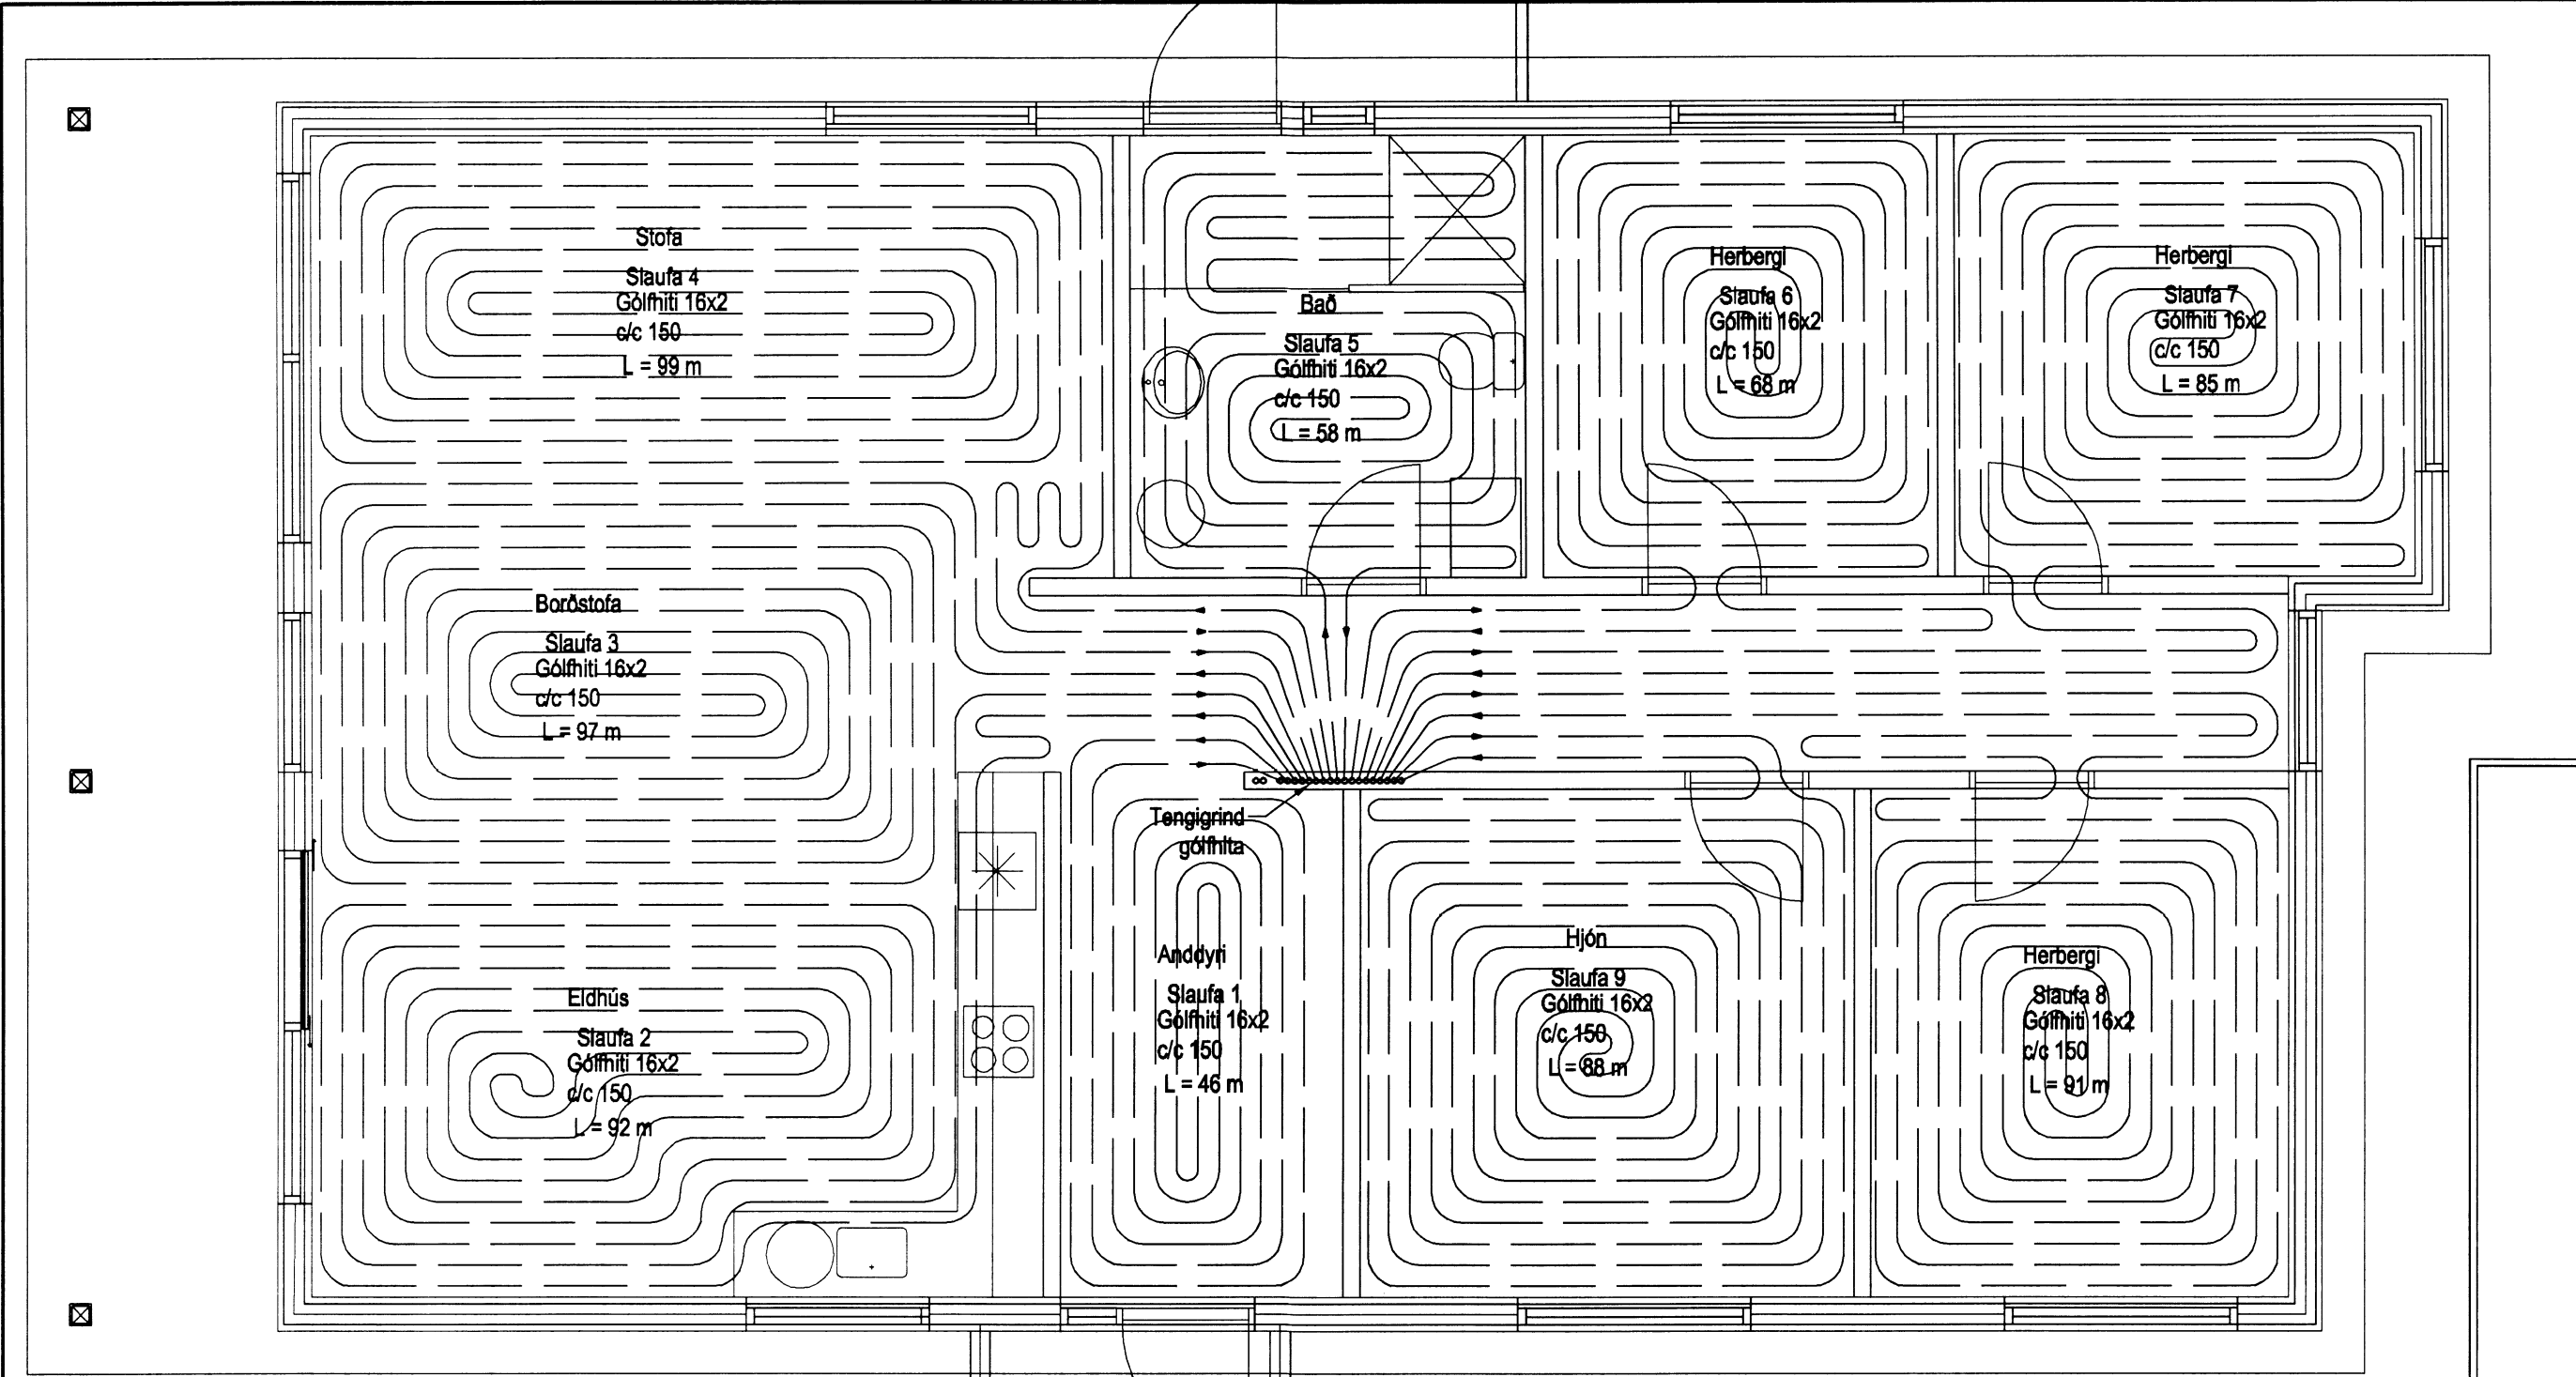 Stofa
Slaufa 4
Gólfhiti 16x2
c/c 150
L = 99 m
Bað
Slaufa 5
Gólfhiti 16x2
c/c 150
L = 58 m
Herbergi
Slaufa 6
Gólfhiti 16x2
c/c 150
L = 68 m
Herbergi
Slaufa 7
Gólfhiti 16x2
c/c 150
L = 85 m
Borðstofa
Slaufa 3
Gólfhiti 16x2
c/c 150
L = 97 m
Tengigrind
gólfhita
Eldhús
Slaufa 2
Gólfhiti 16x2
c/c 150
L = 92 m
Anddyri
Slaufa 1
Gólfhiti 16x2
c/c 150
L = 46 m
Hjón
Slaufa 9
Gólfhiti 16x2
c/c 150
L = 88 m
Herbergi
Slaufa 8
Gólfhiti 16x2
c/c 150
L = 91 m